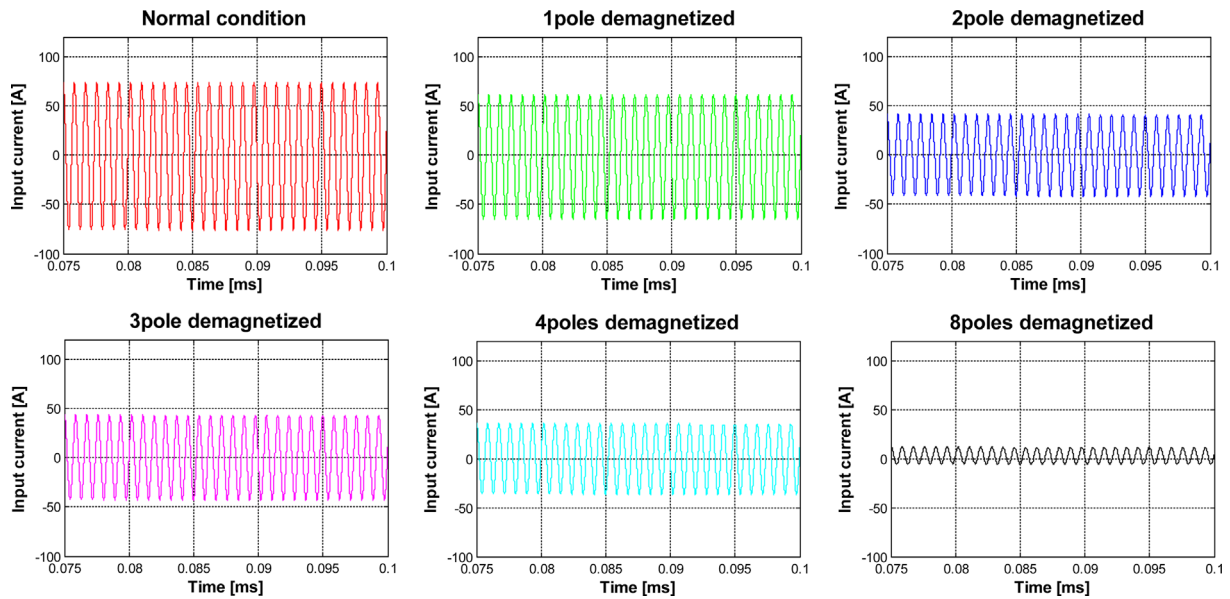 Normal condition
100
50
0
-50
-100
Input current [A]
0.075 0.08 0.085 0.09 0.095 0.1
Time [ms]
1pole demagnetized
100
50
0
-50
-100
Input current [A]
0.075 0.08 0.085 0.09 0.095 0.1
Time [ms]
2pole demagnetized
100
50
0
-50
-100
Input current [A]
0.075 0.08 0.085 0.09 0.095 0.1
Time [ms]
3pole demagnetized
100
50
0
-50
-100
Input current [A]
0.075 0.08 0.085 0.09 0.095 0.1
Time [ms]
4poles demagnetized
100
50
0
-50
-100
Input current [A]
0.075 0.08 0.085 0.09 0.095 0.1
Time [ms]
8poles demagnetized
100
50
0
-50
-100
Input current [A]
0.075 0.08 0.085 0.09 0.095 0.1
Time [ms]